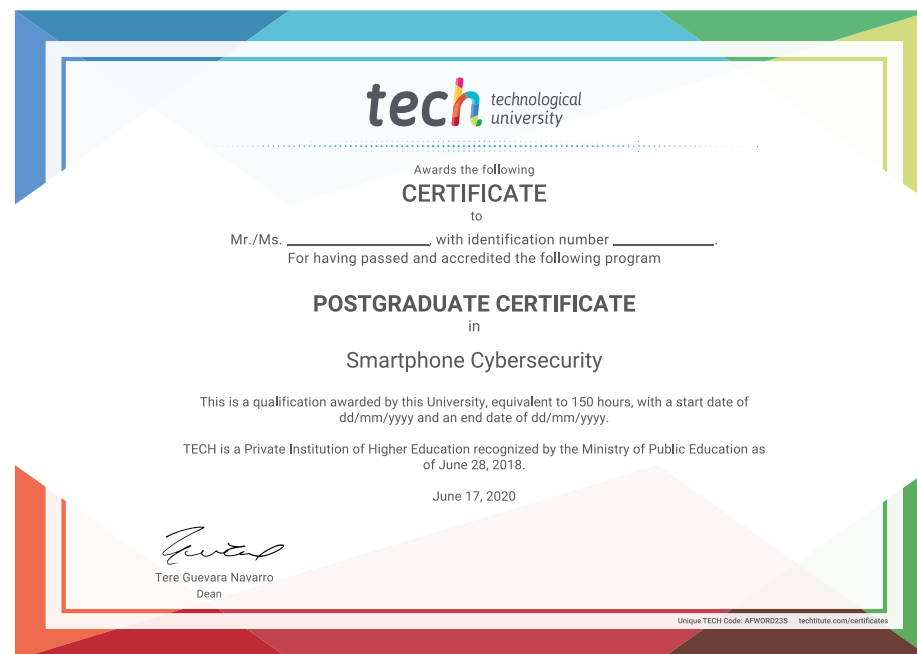 tech technological
university
Awards the following
CERTIFICATE
to
Mr./Ms. ____________________, with identification number ______________.
For having passed and accredited the following program
POSTGRADUATE CERTIFICATE
in
Smartphone Cybersecurity
This is a qualification awarded by this University, equivalent to 150 hours, with a start date of
dd/mm/yyyy and an end date of dd/mm/yyyy.
TECH is a Private Institution of Higher Education recognized by the Ministry of Public Education as
of June 28, 2018.
June 17, 2020
Tere Guevara Navarro
Dean
Unique TECH Code: AFWORD23S techtitute.com/certificates